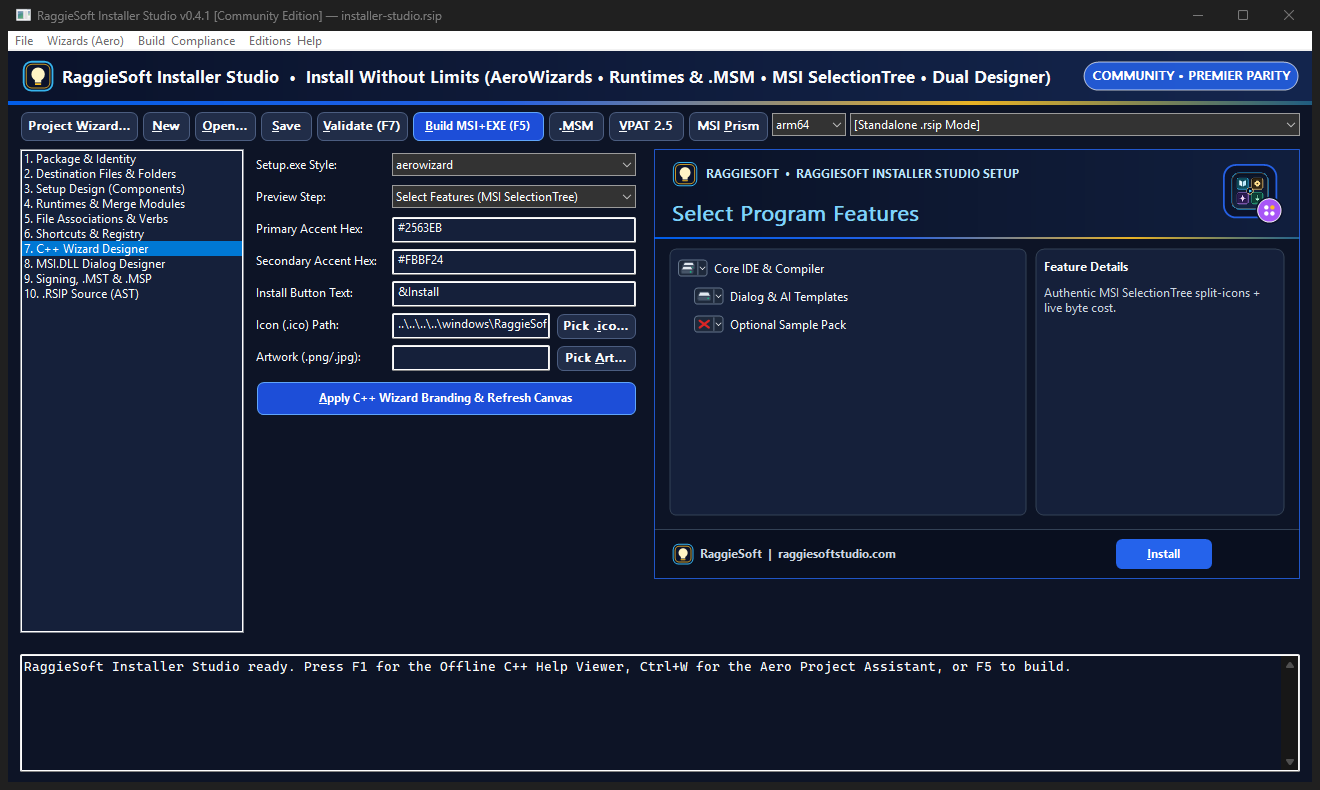 RaggieSoft Installer Studio v0.4.1 [Community Edition] — installer-studio.rsip
File Wizards (Aero) Build Compliance Editions Help
RaggieSoft Installer Studio • Install Without Limits (AeroWizards • Runtimes & .MSM • MSI SelectionTree • Dual Designer)
COMMUNITY • PREMIER PARITY
Project Wizard... New Open... Save Validate (F7) Build MSI+EXE (F5) .MSM VPAT 2.5 MSI Prism arm64 [Standalone .rsip Mode]
1. Package & Identity
2. Destination Files & Folders
3. Setup Design (Components)
4. Runtimes & Merge Modules
5. File Associations & Verbs
6. Shortcuts & Registry
7. C++ Wizard Designer
8. MSI.DLL Dialog Designer
9. Signing, .MST & .MSP
10. .RSIP Source (AST)
Setup.exe Style: aerowizard
Preview Step: Select Features (MSI SelectionTree)
Primary Accent Hex: #2563EB
Secondary Accent Hex: #FBBF24
Install Button Text: &Install
Icon (.ico) Path: ..\..\..\..\windows\RaggieSof Pick .ico...
Artwork (.png/.jpg): Pick Art...
Apply C++ Wizard Branding & Refresh Canvas
RAGGIESOFT • RAGGIESOFT INSTALLER STUDIO SETUP
Select Program Features
Core IDE & Compiler
Dialog & AI Templates
Optional Sample Pack
Feature Details
Authentic MSI SelectionTree split-icons +
live byte cost.
RaggieSoft | raggiesoftstudio.com
Install
RaggieSoft Installer Studio ready. Press F1 for the Offline C++ Help Viewer, Ctrl+W for the Aero Project Assistant, or F5 to build.